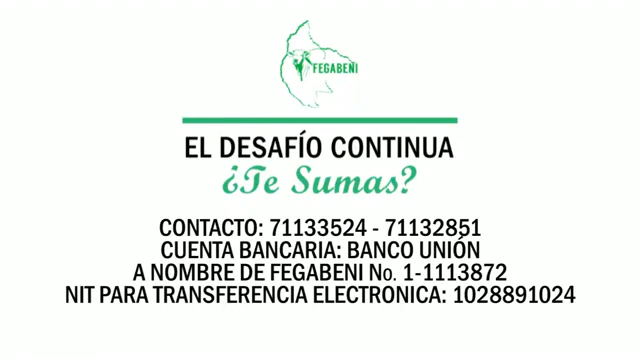 FEGABENI
EL DESAFÍO CONTINUA
¿Te Sumas?
CONTACTO: 71133524 - 71132851
CUENTA BANCARIA: BANCO UNIÓN
A NOMBRE DE FEGABENI No. 1-1113872
NIT PARA TRANSFERENCIA ELECTRONICA: 1028891024